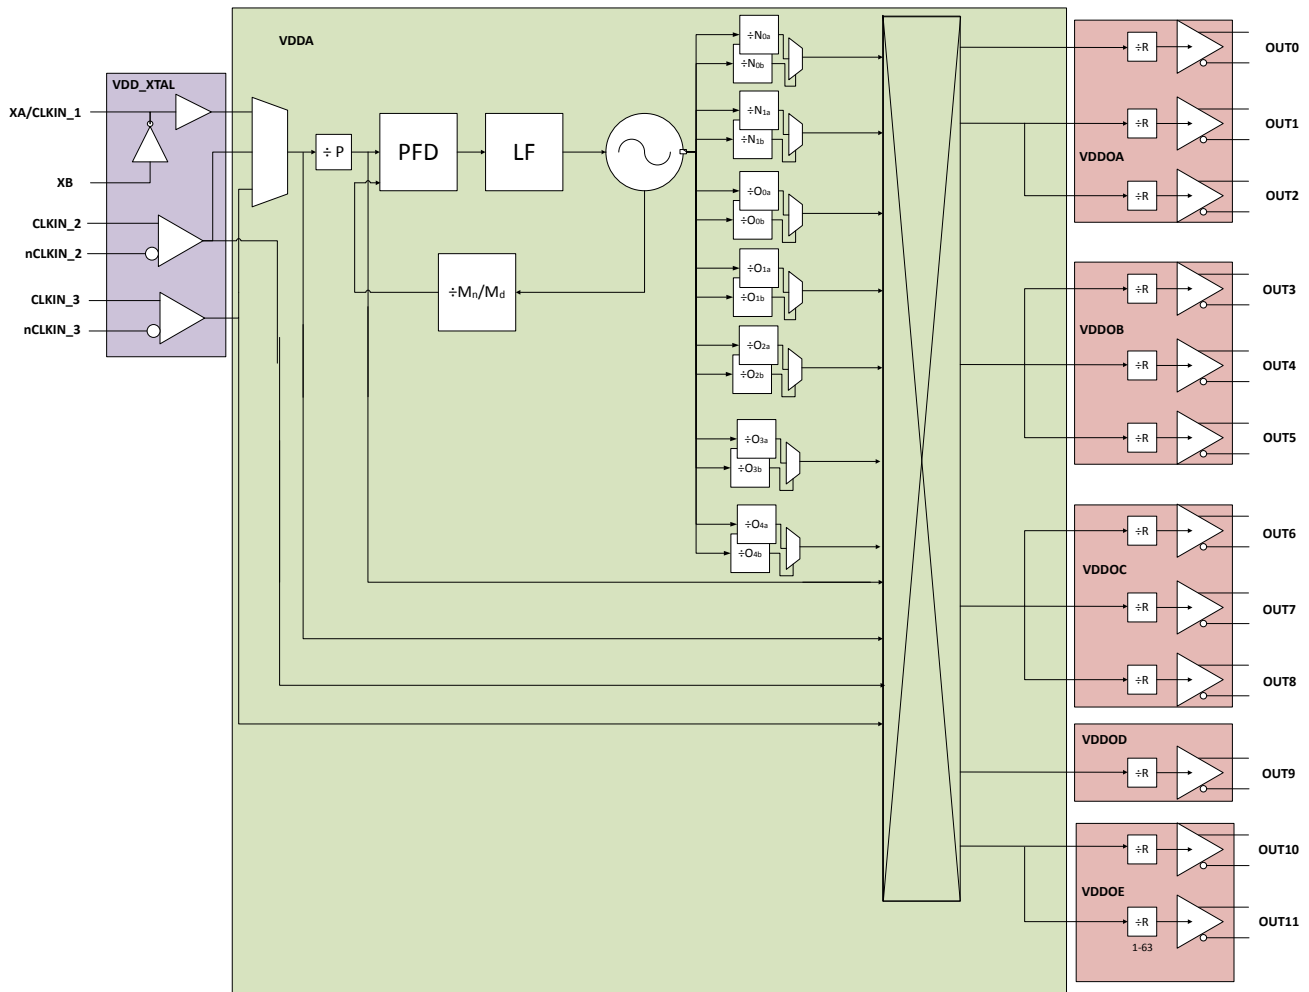 VDDA
VDD_XTAL
XA/CLKIN_1
XB
CLKIN_2
nCLKIN_2
CLKIN_3
nCLKIN_3
÷ P
PFD
LF
÷Mn/Md
÷N0a
÷N0b
÷N1a
÷N1b
÷O0a
÷O0b
÷O1a
÷O1b
÷O2a
÷O2b
÷O3a
÷O3b
÷O4a
÷O4b
÷R
OUT0
÷R
OUT1
VDDOA
÷R
OUT2
÷R
OUT3
VDDOB
÷R
OUT4
÷R
OUT5
÷R
OUT6
VDDOC
÷R
OUT7
÷R
OUT8
VDDOD
÷R
OUT9
÷R
OUT10
VDDOE
÷R
OUT11
1-63